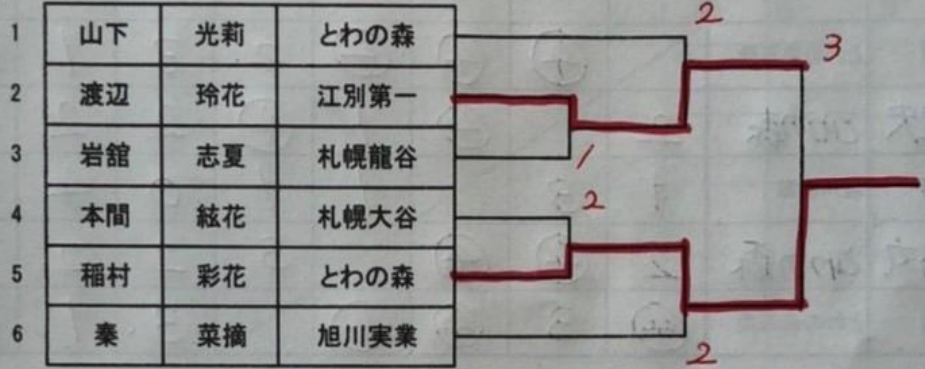 1 山下 光莉 とわの森
2 渡辺 玲花 江別第一
3 岩舘 志夏 札幌龍谷
4 本間 絃花 札幌大谷
5 稲村 彩花 とわの森
6 秦 菜摘 旭川実業
2
3
1
2
2